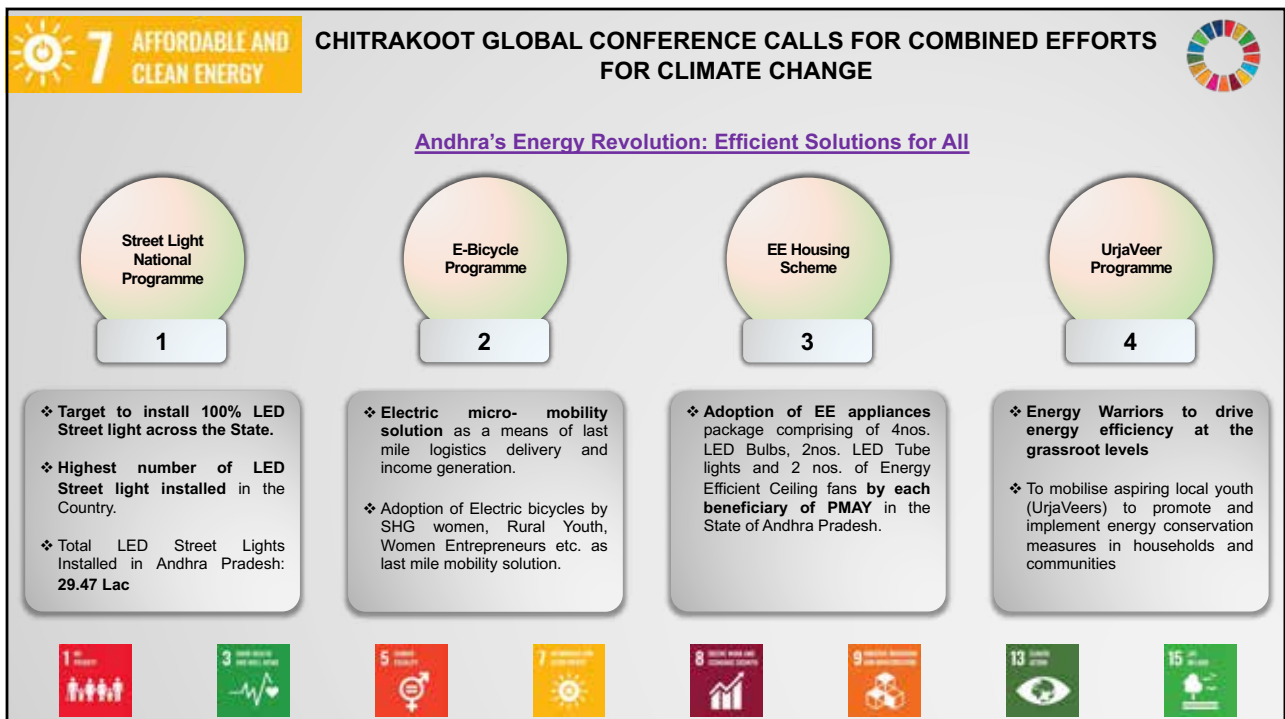 7 AFFORDABLE AND
CLEAN ENERGY
CHITRAKOOT GLOBAL CONFERENCE CALLS FOR COMBINED EFFORTS
FOR CLIMATE CHANGE
Andhra's Energy Revolution: Efficient Solutions for All
Street Light
National
Programme
1
❖ Target to install 100% LED
Street light across the State.
❖ Highest number of LED
Street light installed in the
Country.
❖ Total LED Street Lights
Installed in Andhra Pradesh:
29.47 Lac
E-Bicycle
Programme
2
❖ Electric micro- mobility
solution as a means of last
mile logistics delivery and
income generation.
❖ Adoption of Electric bicycles by
SHG women, Rural Youth,
Women Entrepreneurs etc. as
last mile mobility solution.
EE Housing
Scheme
3
❖ Adoption of EE appliances
package comprising of 4nos.
LED Bulbs, 2nos. LED Tube
lights and 2 nos. of Energy
Efficient Ceiling fans by each
beneficiary of PMAY in the
State of Andhra Pradesh.
UrjaVeer
Programme
4
❖ Energy Warriors to drive
energy efficiency at the
grassroot levels
❖ To mobilise aspiring local youth
(UrjaVeers) to promote and
implement energy conservation
measures in households and
communities
1
3
5
7
8
9
13
15